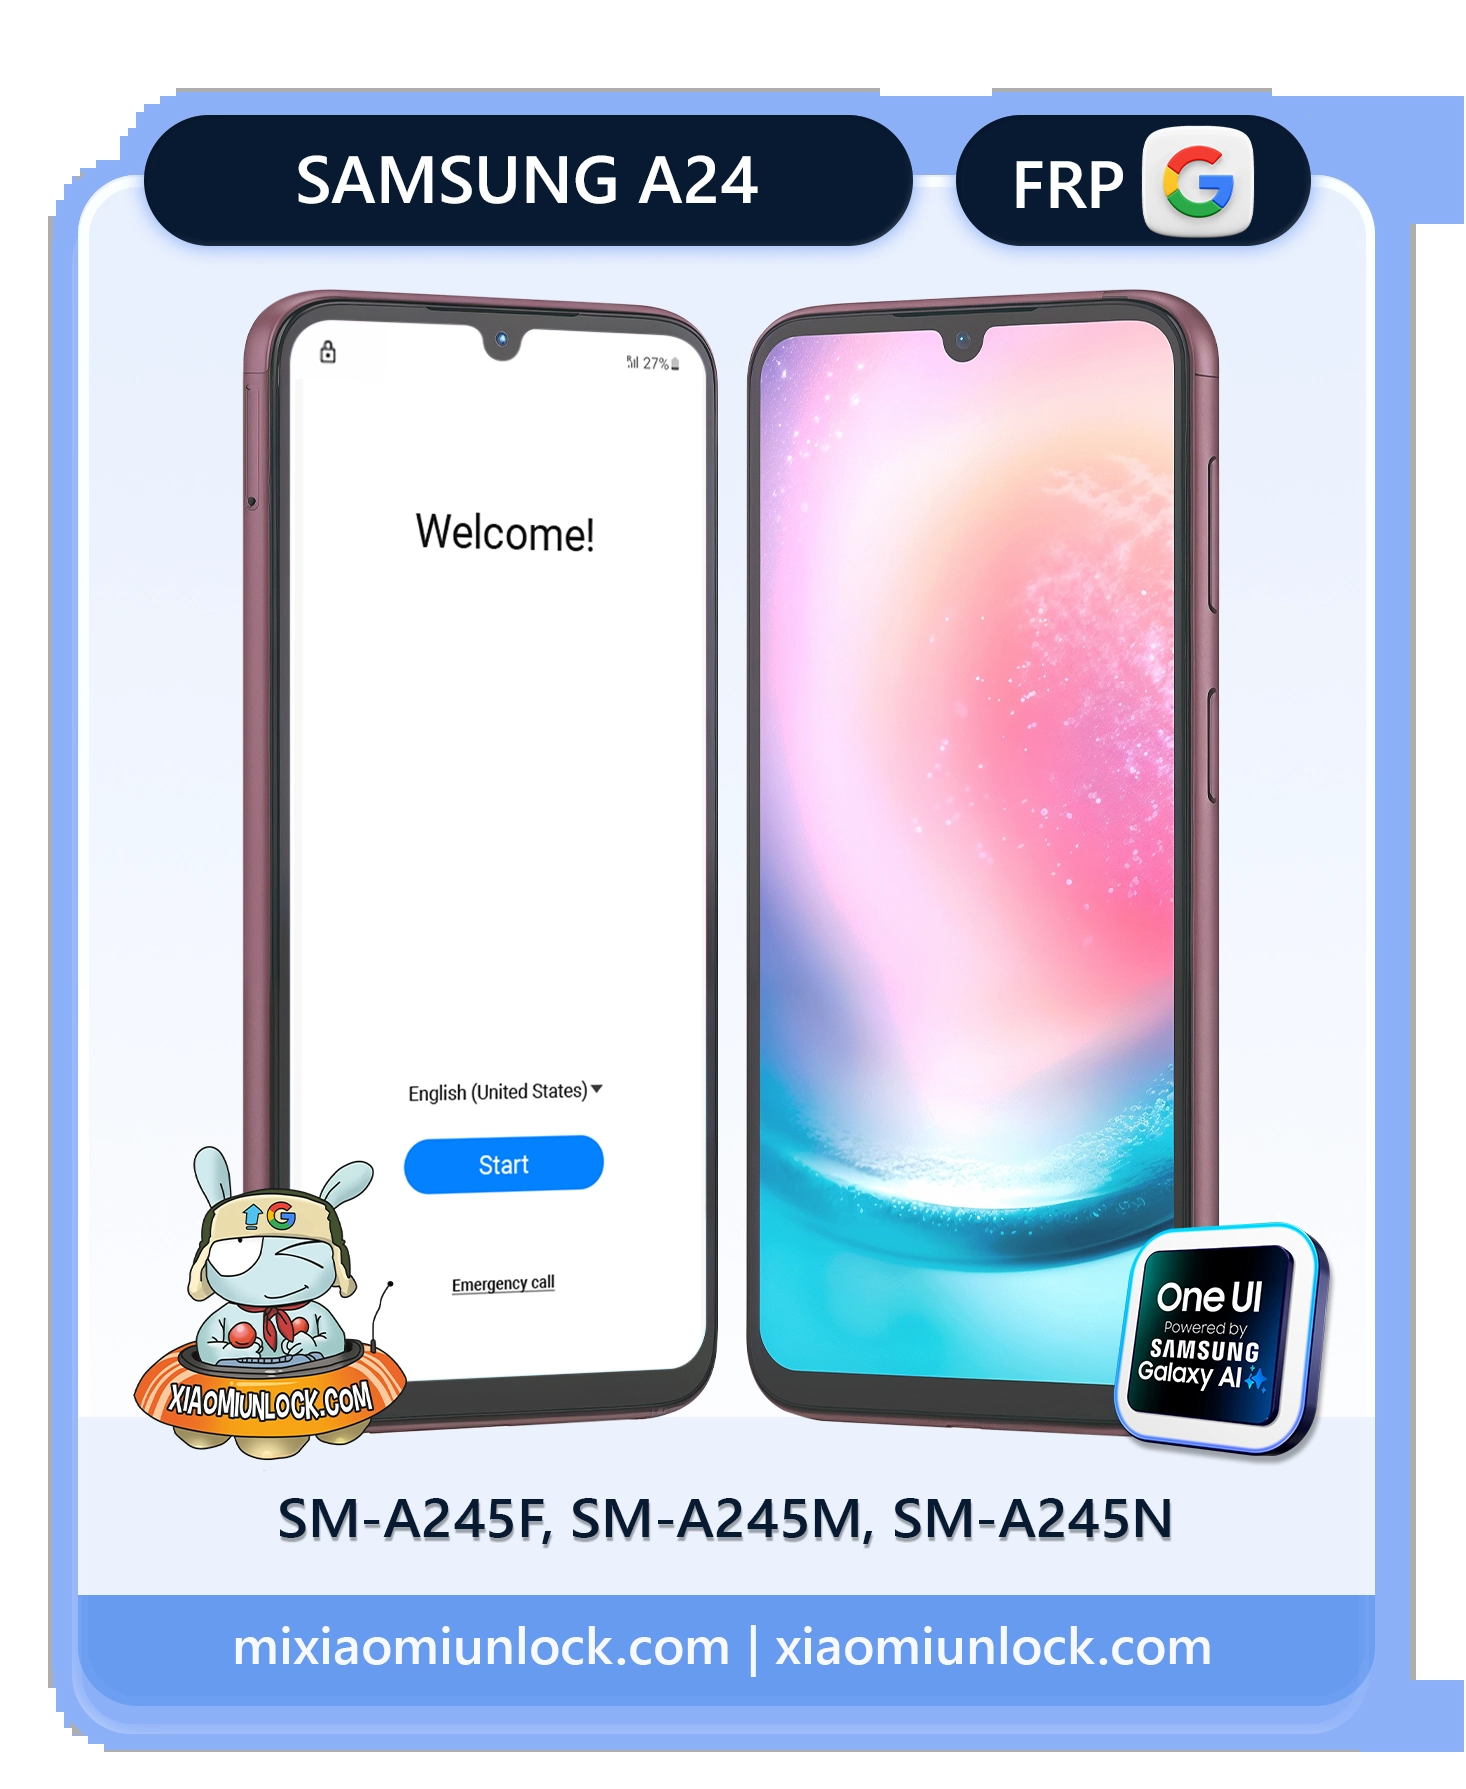 SAMSUNG A24
FRP G
27%
Welcome!
English (United States)
Start
Emergency call
G
XIAOMIUNLOCK.COM
One UI
Powered by
SAMSUNG
Galaxy AI
SM-A245F, SM-A245M, SM-A245N
mixiaomiunlock.com | xiaomiunlock.com